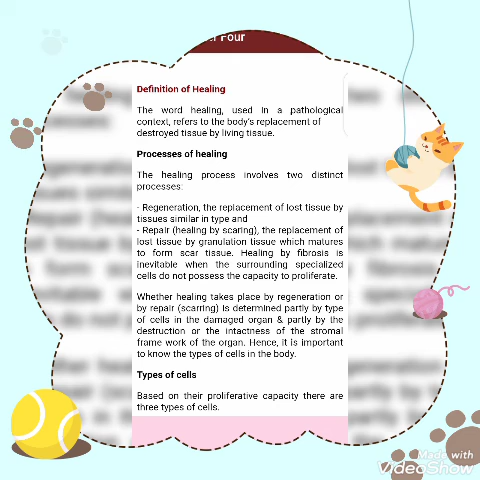 Four
Definition of Healing
The word healing, used in a pathological
context, refers to the body's replacement of
destroyed tissue by living tissue.
Processes of healing
The healing process involves two distinct
processes:
- Regeneration, the replacement of lost tissue by
tissues similar in type and
- Repair (healing by scaring), the replacement of
lost tissue by granulation tissue which matures
to form scar tissue. Healing by fibrosis is
inevitable when the surrounding specialized
cells do not possess the capacity to proliferate.
Whether healing takes place by regeneration or
by repair (scarring) is determined partly by type
of cells in the damaged organ & partly by the
destruction or the intactness of the stromal
frame work of the organ. Hence, it is important
to know the types of cells in the body.
Types of cells
Based on their proliferative capacity there are
three types of cells.
Made with
VideoShow